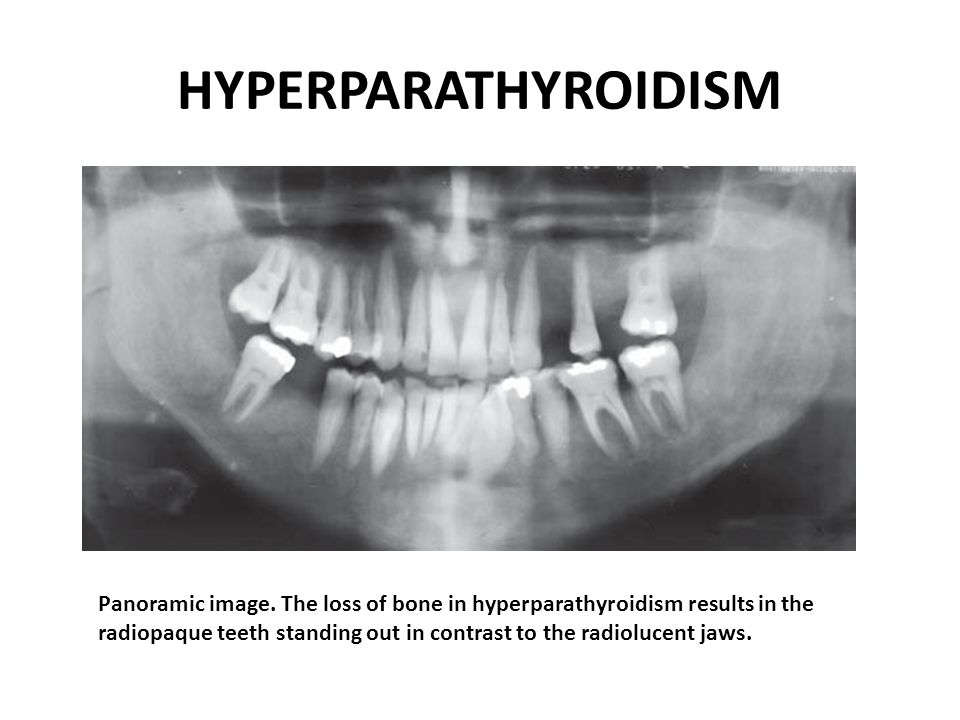 HYPERPARATHYROIDISM
Panoramic image. The loss of bone in hyperparathyroidism results in the
radiopaque teeth standing out in contrast to the radiolucent jaws.